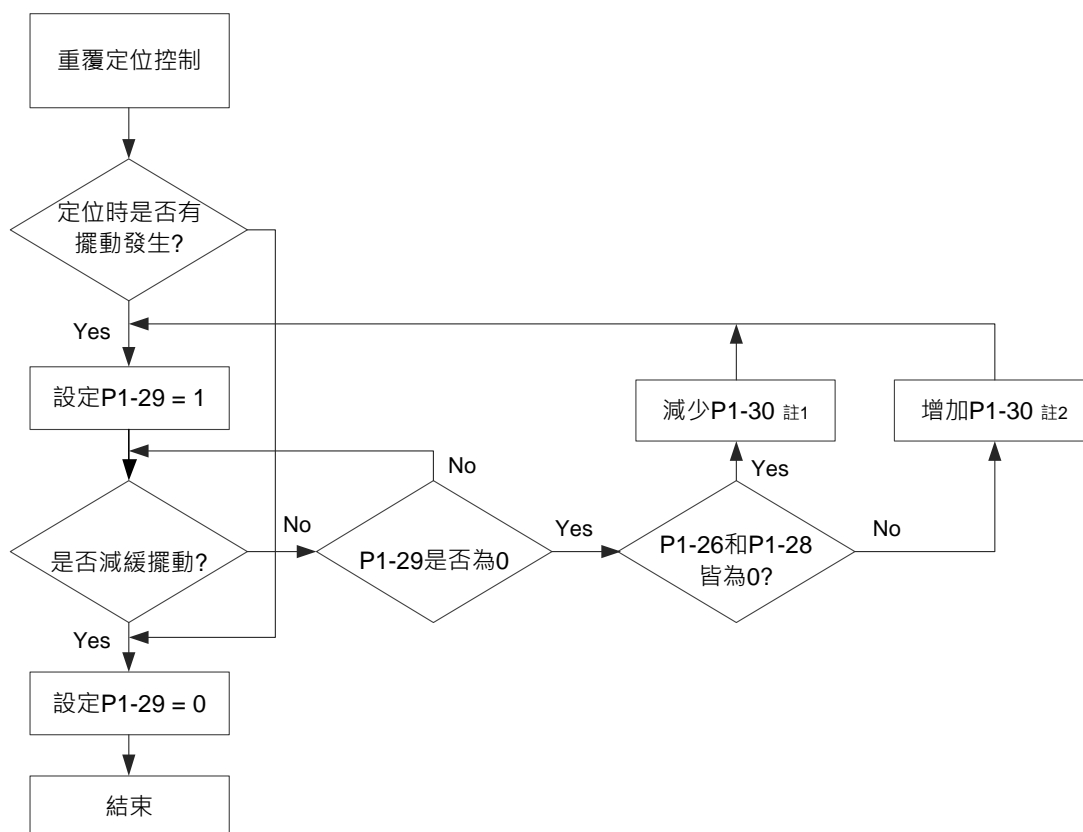 重覆定位控制
定位時是否有
擺動發生?
Yes
設定P1-29 = 1
減少P1-30 註1
增加P1-30 註2
No
Yes
是否減緩擺動?
No
P1-29是否為0
Yes
P1-26和P1-28
皆為0?
No
Yes
設定P1-29 = 0
結束